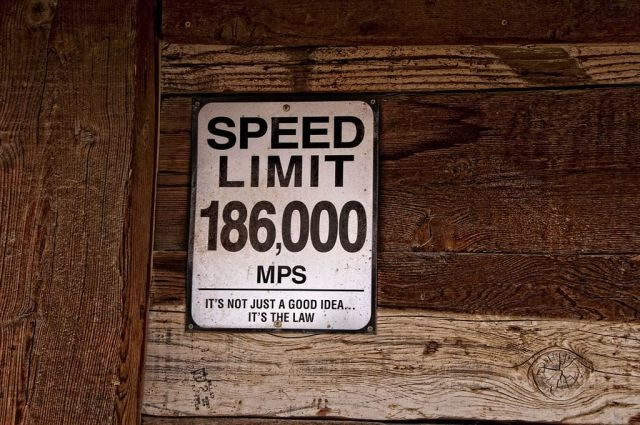 SPEED
LIMIT
186,000
MPS
IT'S NOT JUST A GOOD IDEA...
IT'S THE LAW